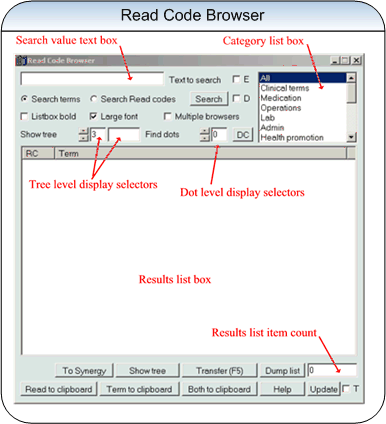 Read Code Browser
Search value text box
Category list box
Read Code Browser
Text to search E
All
Clinical terms
Medication
Operations
Lab
Admin
Health promotion
Search terms Search Read codes Search D
Listbox bold Large font Multiple browsers
Show tree 3 Find dots 0 DC
RC Term
Tree level display selectors
Dot level display selectors
Results list box
Results list item count
To Synergy Show tree Transfer (F5) Dump list 0
Read to clipboard Term to clipboard Both to clipboard Help Update T